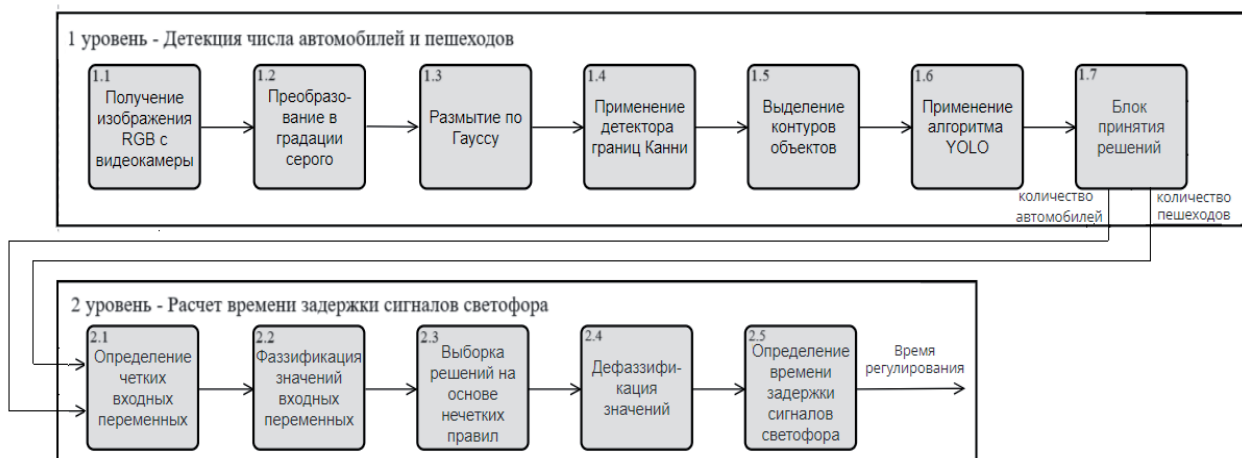 1 уровень - Детекция числа автомобилей и пешеходов
1.1
Получение
изображения
RGB с
видеокамеры
1.2
Преобразо-
вание в
градации
серого
1.3
Размытие по
Гауссу
1.4
Применение
детектора
границ Канни
1.5
Выделение
контуров
объектов
1.6
Применение
алгоритма
YOLO
1.7
Блок
принятия
решений
количество
автомобилей
количество
пешеходов
2 уровень - Расчет времени задержки сигналов светофора
2.1
Определение
четких
входных
переменных
2.2
Фаззификация
значений
входных
переменных
2.3
Выборка
решений на
основе
нечетких
правил
2.4
Дефаззифи-
кация
значений
2.5
Определение
времени
задержки
сигналов
светофора
Время
регулирования